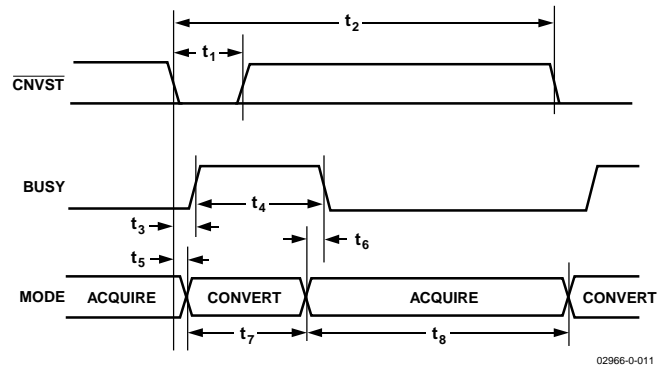 t2
t1
CNVST
BUSY
t4
t3
t6
t5
MODE ACQUIRE CONVERT ACQUIRE CONVERT
t7 t8
02966-0-011